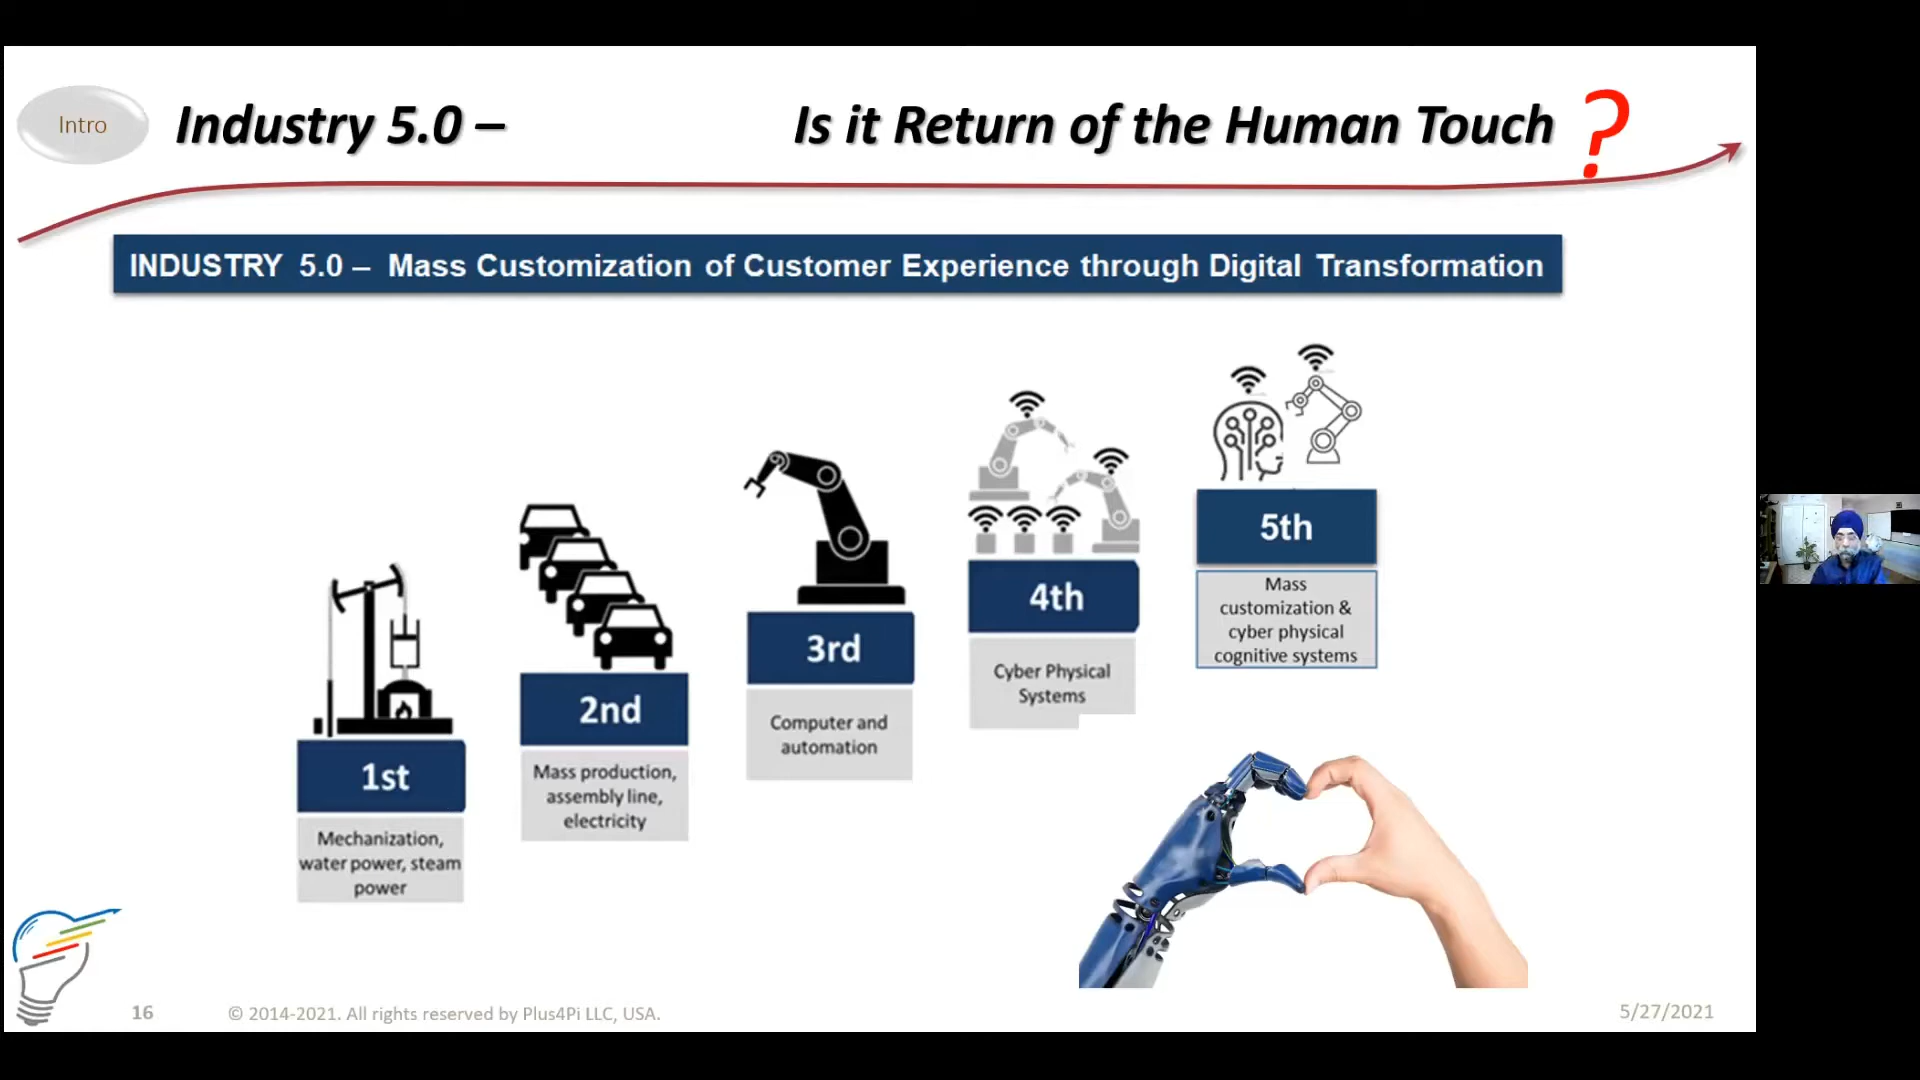 Intro
Industry 5.0 – Is it Return of the Human Touch ?
INDUSTRY 5.0 – Mass Customization of Customer Experience through Digital Transformation
1st
Mechanization,
water power, steam
power
2nd
Mass production,
assembly line,
electricity
3rd
Computer and
automation
4th
Cyber Physical
Systems
5th
Mass
customization &
cyber physical
cognitive systems
16
© 2014-2021. All rights reserved by Plus4Pi LLC, USA.
5/27/2021